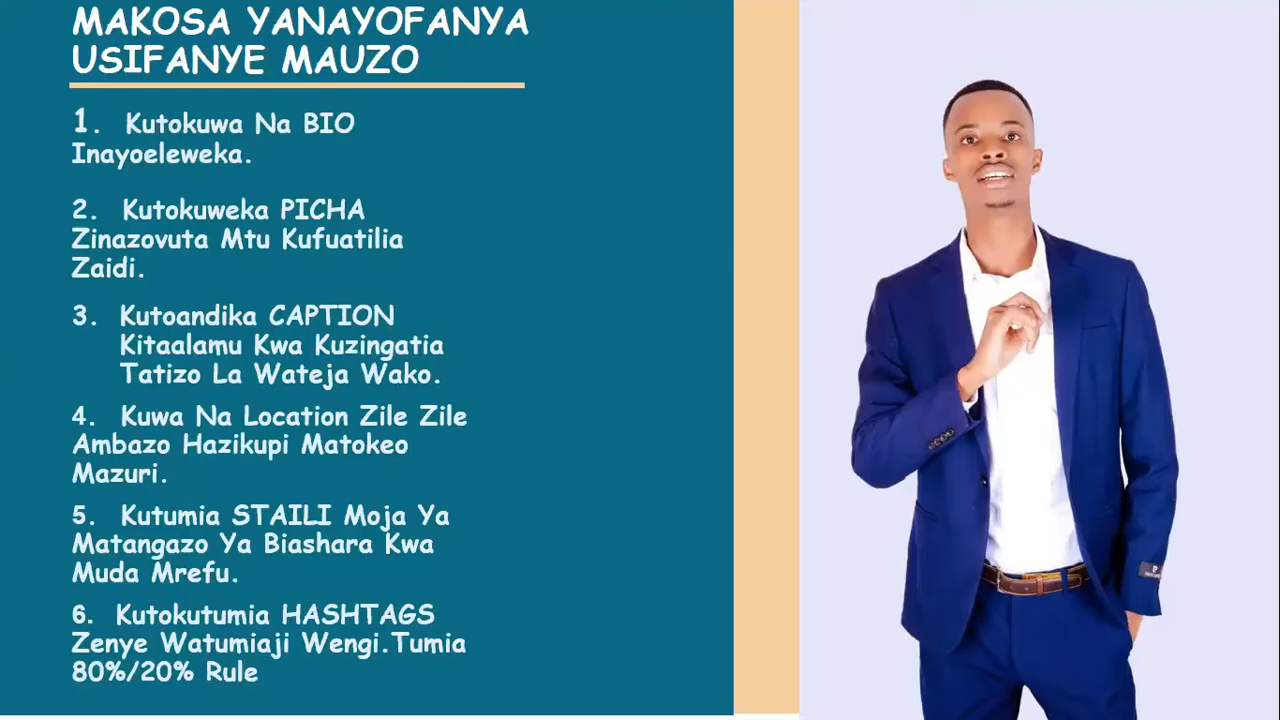 MAKOSA YANAYOFANYA
USIFANYE MAUZO
1. Kutokuwa Na BIO
Inayoeleweka.
2. Kutokuweka PICHA
Zinazovuta Mtu Kufuatilia
Zaidi.
3. Kutoandika CAPTION
Kitaalamu Kwa Kuzingatia
Tatizo La Wateja Wako.
4. Kuwa Na Location Zile Zile
Ambazo Hazikupi Matokeo
Mazuri.
5. Kutumia STAILI Moja Ya
Matangazo Ya Biashara Kwa
Muda Mrefu.
6. Kutokutumia HASHTAGS
Zenye Watumiaji Wengi.Tumia
80%/20% Rule